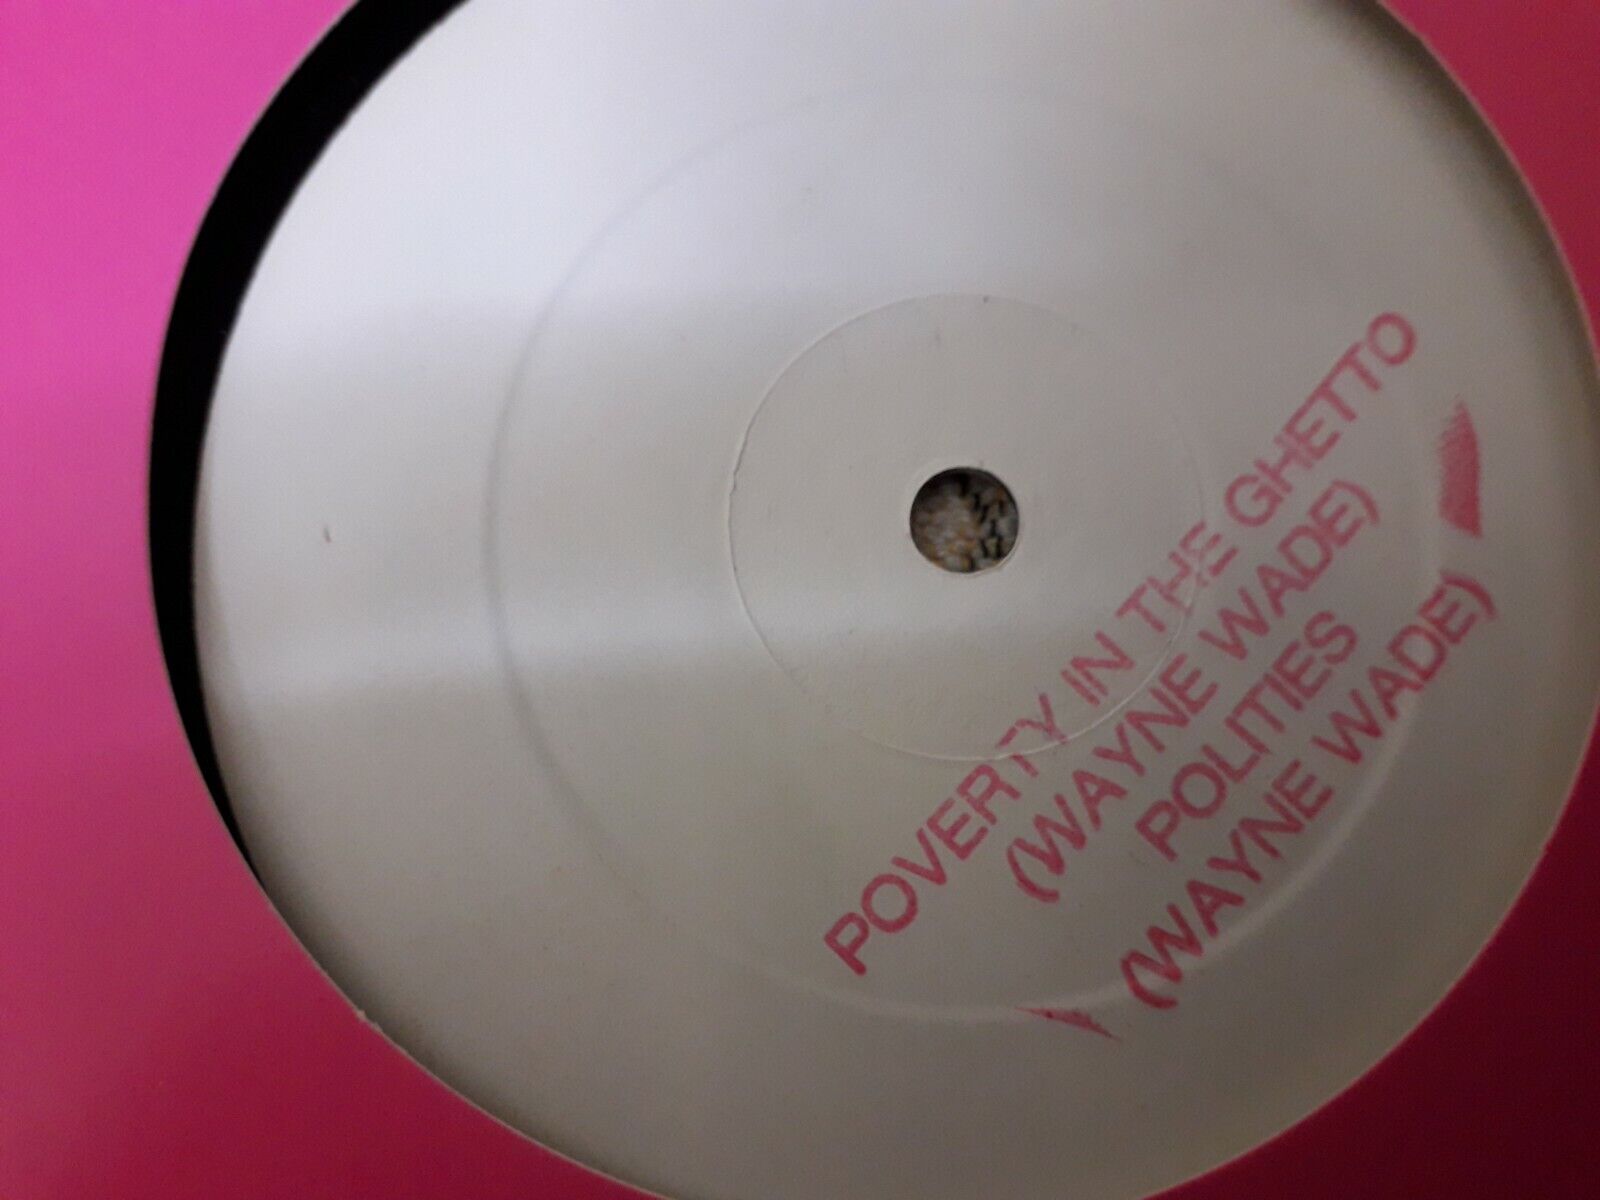 POVERTY IN THE GHETTO
(WAYNE WADE)
POLITIES
(WAYNE WADE)